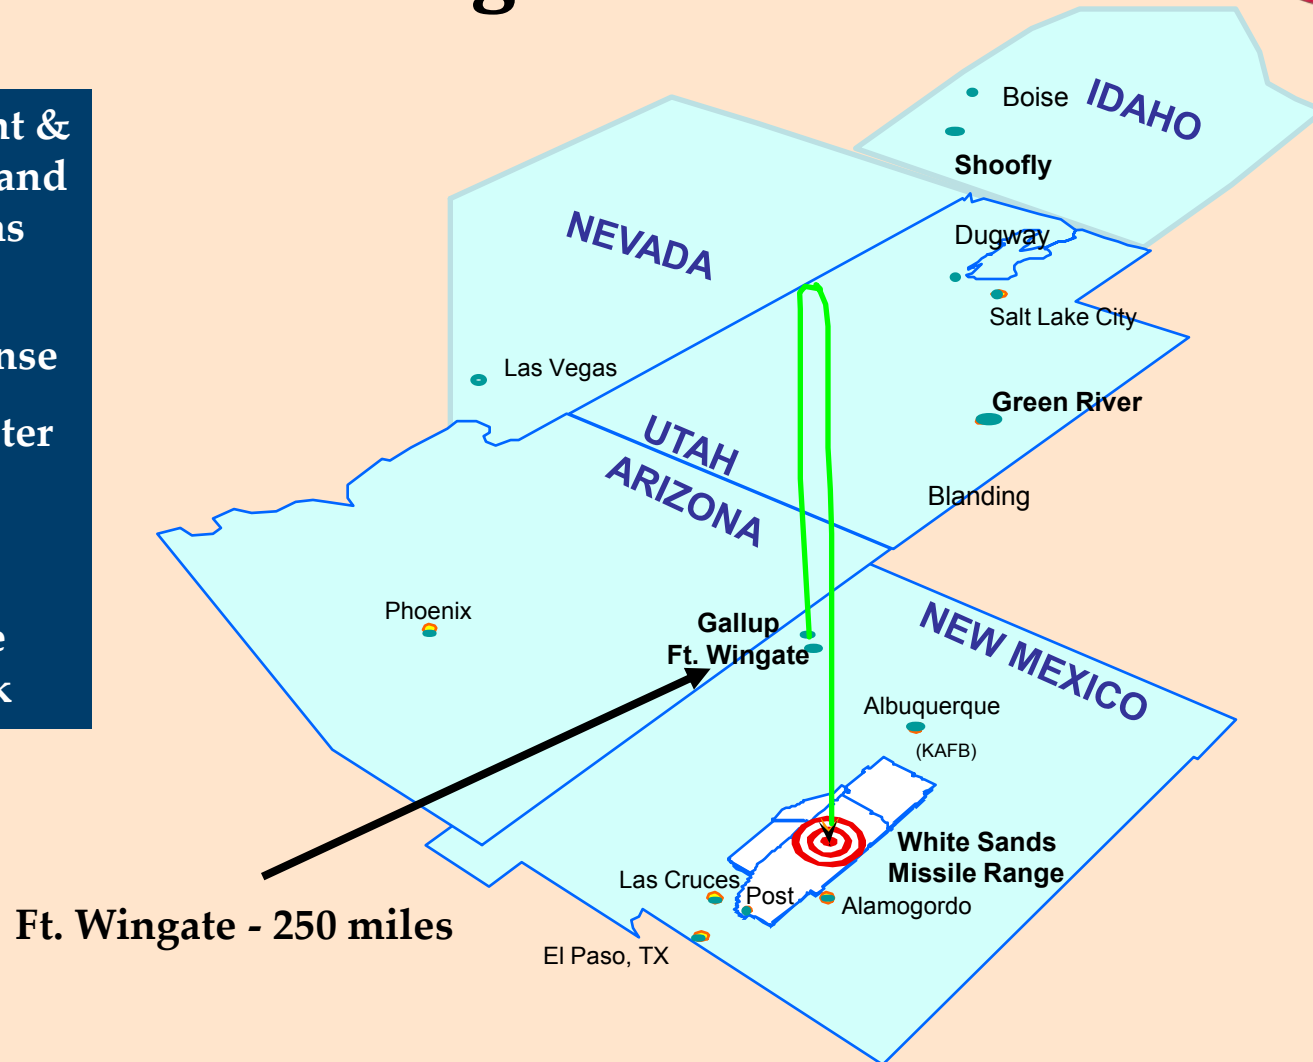 g
nt &
and
ns
nse
ter
e
k
Boise
IDAHO
Shoofly
NEVADA
Dugway
Salt Lake City
Las Vegas
Green River
UTAH
ARIZONA
Blanding
Phoenix
Gallup
Ft. Wingate
NEW MEXICO
Albuquerque
(KAFB)
White Sands
Missile Range
Las Cruces
Post
Alamogordo
Ft. Wingate - 250 miles
El Paso, TX